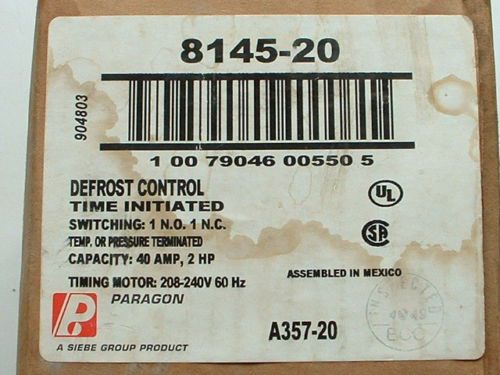 8145-20
904803
1 00 79046 00550 5
DEFROST CONTROL
TIME INITIATED
SWITCHING: 1 N.O. 1 N.C.
TEMP. OR PRESSURE TERMINATED
CAPACITY: 40 AMP, 2 HP
UL
SA
ASSEMBLED IN MEXICO
TIMING MOTOR: 208-240V 60 Hz
PARAGON
P.
A SIEBE GROUP PRODUCT
A357-20
INSPECTED